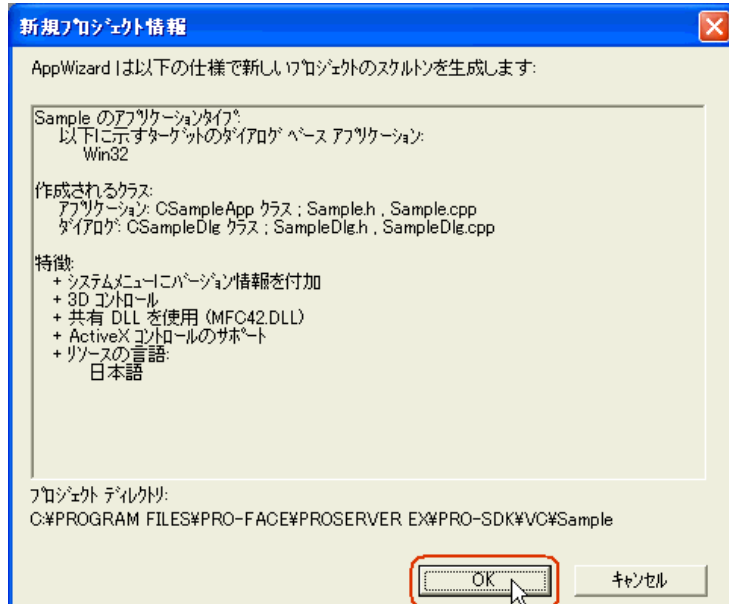 新規ﾌﾟﾛｼﾞｪｸﾄ情報
AppWizard は以下の仕様で新しいﾌﾟﾛｼﾞｪｸﾄのｽｹﾙﾄﾝを生成します:
Sample のｱﾌﾟﾘｹｰｼｮﾝﾀｲﾌﾟ:
以下に示すﾀｰｹﾞｯﾄのﾀﾞｲｱﾛｸﾞ ﾍﾞｰｽ ｱﾌﾟﾘｹｰｼｮﾝ:
Win32
作成されるｸﾗｽ:
ｱﾌﾟﾘｹｰｼｮﾝ: CSampleApp ｸﾗｽ ; Sample.h , Sample.cpp
ﾀﾞｲｱﾛｸﾞ: CSampleDlg ｸﾗｽ ; SampleDlg.h , SampleDlg.cpp
特徴:
+ ｼｽﾃﾑﾒﾆｭｰにﾊﾞｰｼﾞｮﾝ情報を付加
+ 3D ｺﾝﾄﾛｰﾙ
+ 共有 DLL を使用 (MFC42.DLL)
+ ActiveX ｺﾝﾄﾛｰﾙのｻﾎﾟｰﾄ
+ ﾘｿｰｽの言語:
日本語
ﾌﾟﾛｼﾞｪｸﾄ ﾃﾞｨﾚｸﾄﾘ:
C:¥PROGRAM FILES¥PRO-FACE¥PROSERVER EX¥PRO-SDK¥VC¥Sample
OK ｷｬﾝｾﾙ